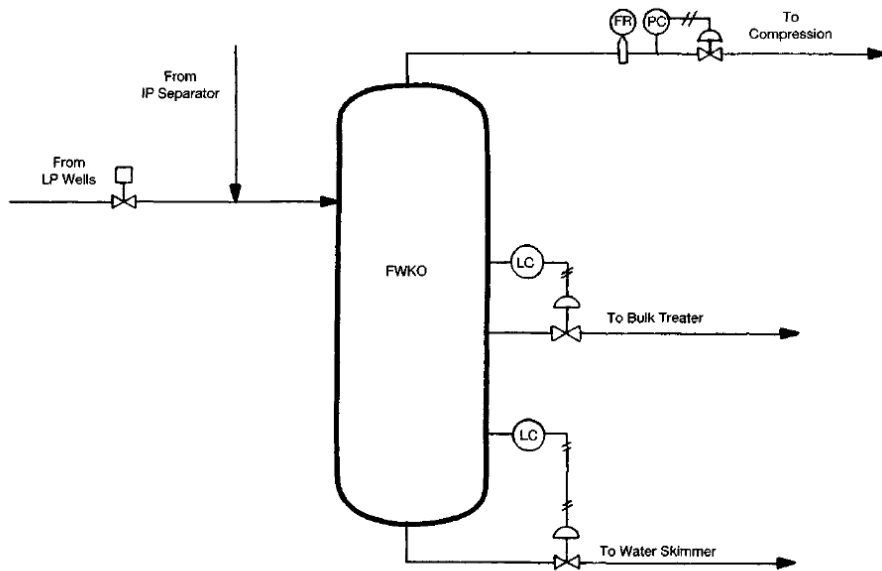 FR
PC
To
Compression
From
IP Separator
From
LP Wells
FWKO
LC
To Bulk Treater
LC
To Water Skimmer